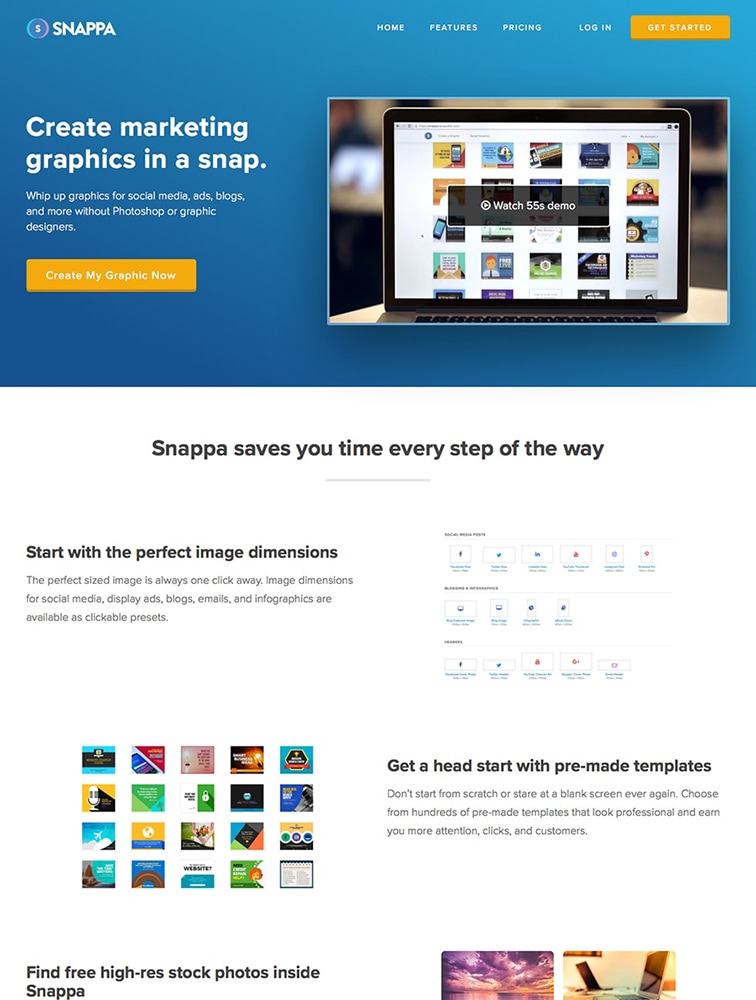 S SNAPPA
HOME FEATURES PRICING LOG IN GET STARTED
Create marketing
graphics in a snap.
Whip up graphics for social media, ads, blogs,
and more without Photoshop or graphic
designers.
Create My Graphic Now
Watch 55s demo
Snappa saves you time every step of the way
Start with the perfect image dimensions
The perfect sized image is always one click away. Image dimensions
for social media, display ads, blogs, emails, and infographics are
available as clickable presets.
SOCIAL MEDIA POSTS
BLOGGING & INFOGRAPHICS
HEADERS
SMART
BUSINESS
WEBSITE?
NEED
CREDIT
REPAIR
HELP?
Get a head start with pre-made templates
Don't start from scratch or stare at a blank screen ever again. Choose
from hundreds of pre-made templates that look professional and earn
you more attention, clicks, and customers.
Find free high-res stock photos inside
Snappa